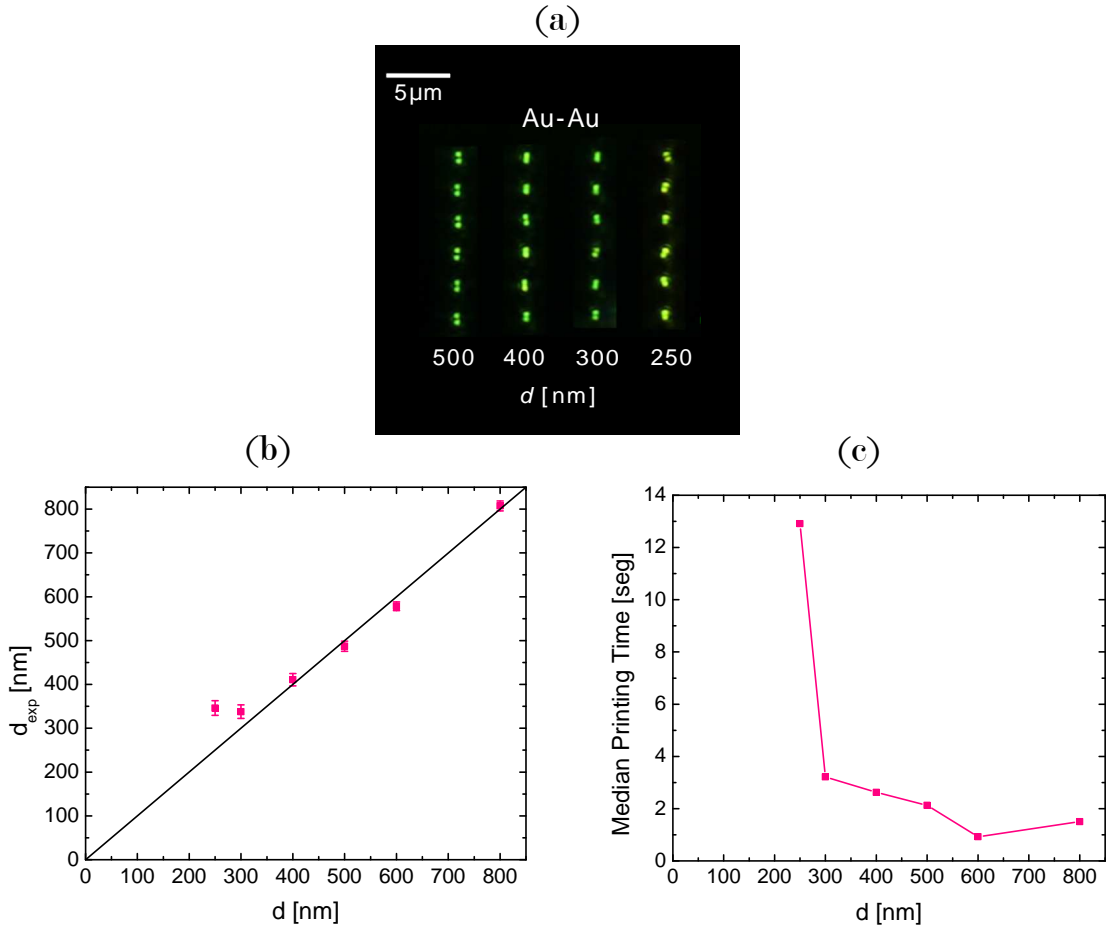 (a)
5μm
Au-Au
500 400 300 250
d [nm]
(b)
(c)
800
700
600
500
400
300
200
100
0
d_exp [nm]
0 100 200 300 400 500 600 700 800
d [nm]
14
12
10
8
6
4
2
0
Median Printing Time [seg]
0 100 200 300 400 500 600 700 800
d [nm]